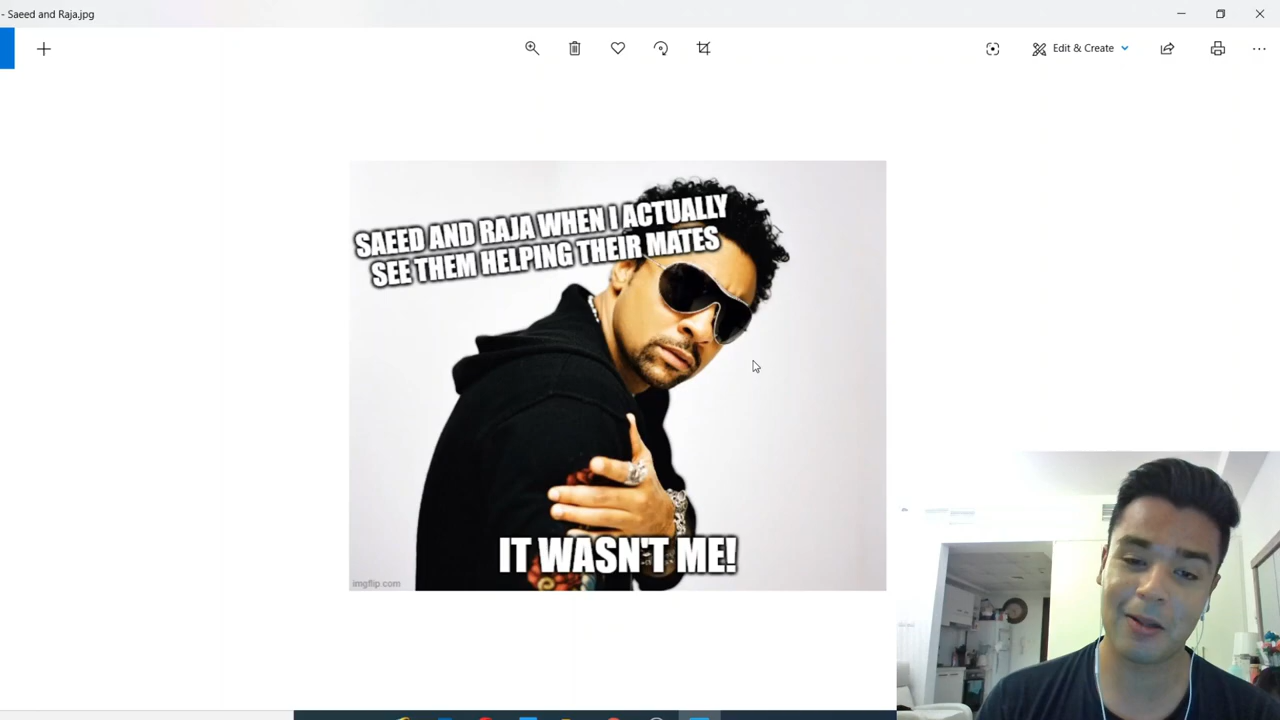 - Saeed and Raja.jpg
Edit & Create
SAEED AND RAJA WHEN I ACTUALLY
SEE THEM HELPING THEIR MATES
IT WASN'T ME!
imgflip.com